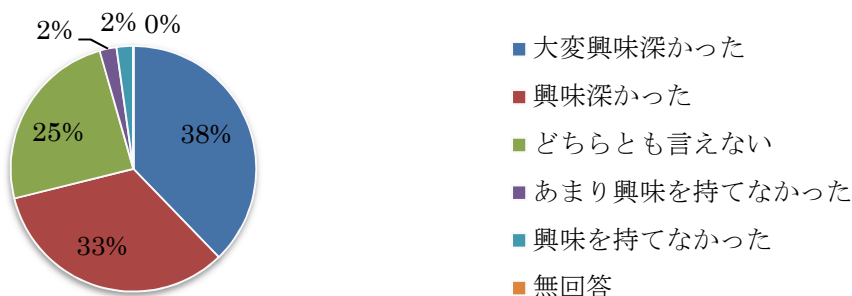 2% 2% 0%
38%
25%
33%
大変興味深かった
興味深かった
どちらとも言えない
あまり興味を持てなかった
興味を持てなかった
無回答